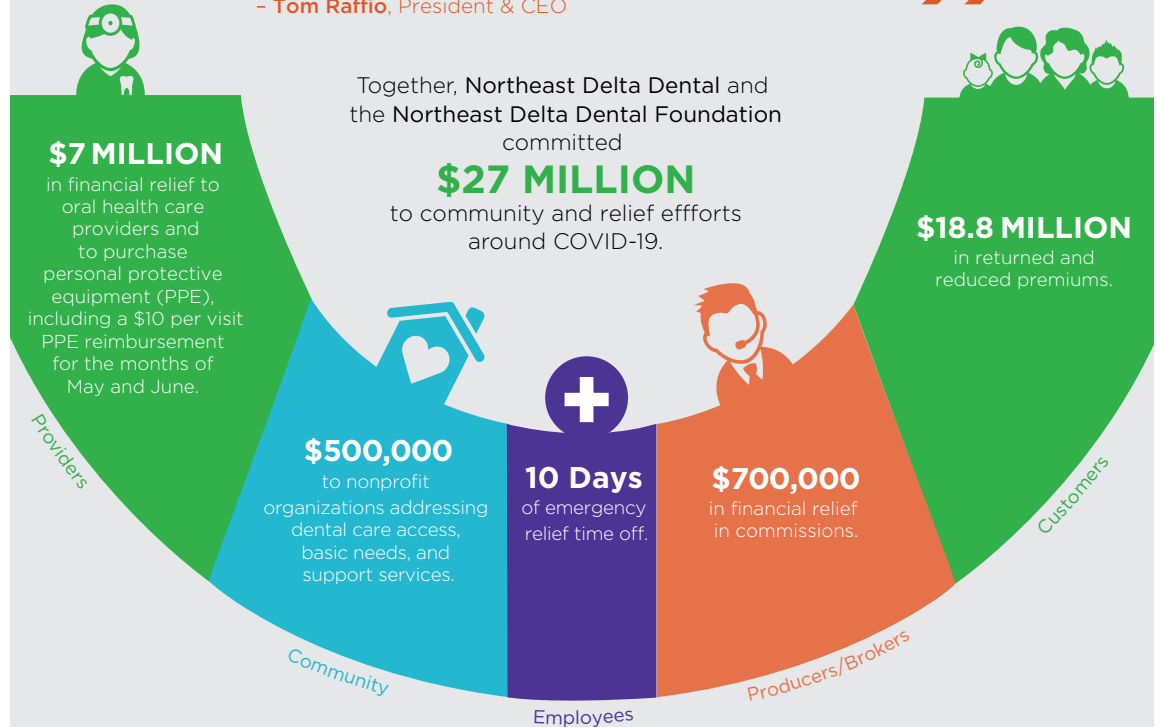 – Tom Raffio, President & CEO
Together, Northeast Delta Dental and
the Northeast Delta Dental Foundation
committed
$27 MILLION
to community and relief effforts
around COVID-19.
$7 MILLION
in financial relief to
oral health care
providers and
to purchase
personal protective
equipment (PPE),
including a $10 per visit
PPE reimbursement
for the months of
May and June.
Providers
$500,000
to nonprofit
organizations addressing
dental care access,
basic needs, and
support services.
Community
10 Days
of emergency
relief time off.
Employees
$700,000
in financial relief
in commissions.
Producers/Brokers
$18.8 MILLION
in returned and
reduced premiums.
Customers